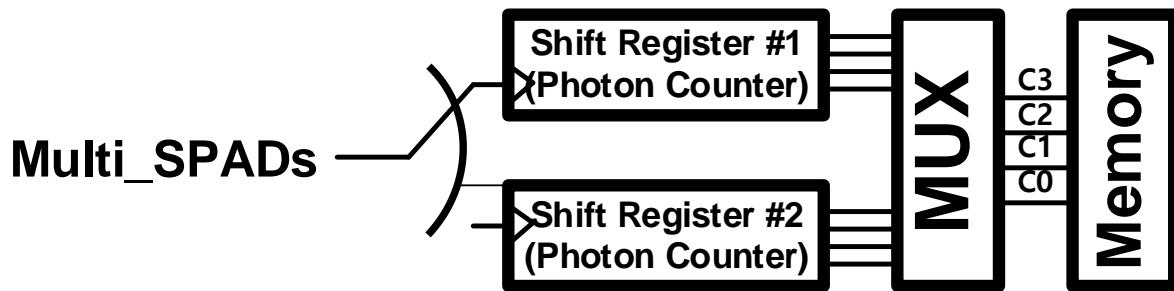 Multi_SPADs
Shift Register #1
(Photon Counter)
Shift Register #2
(Photon Counter)
MUX
C3
C2
C1
C0
Memory